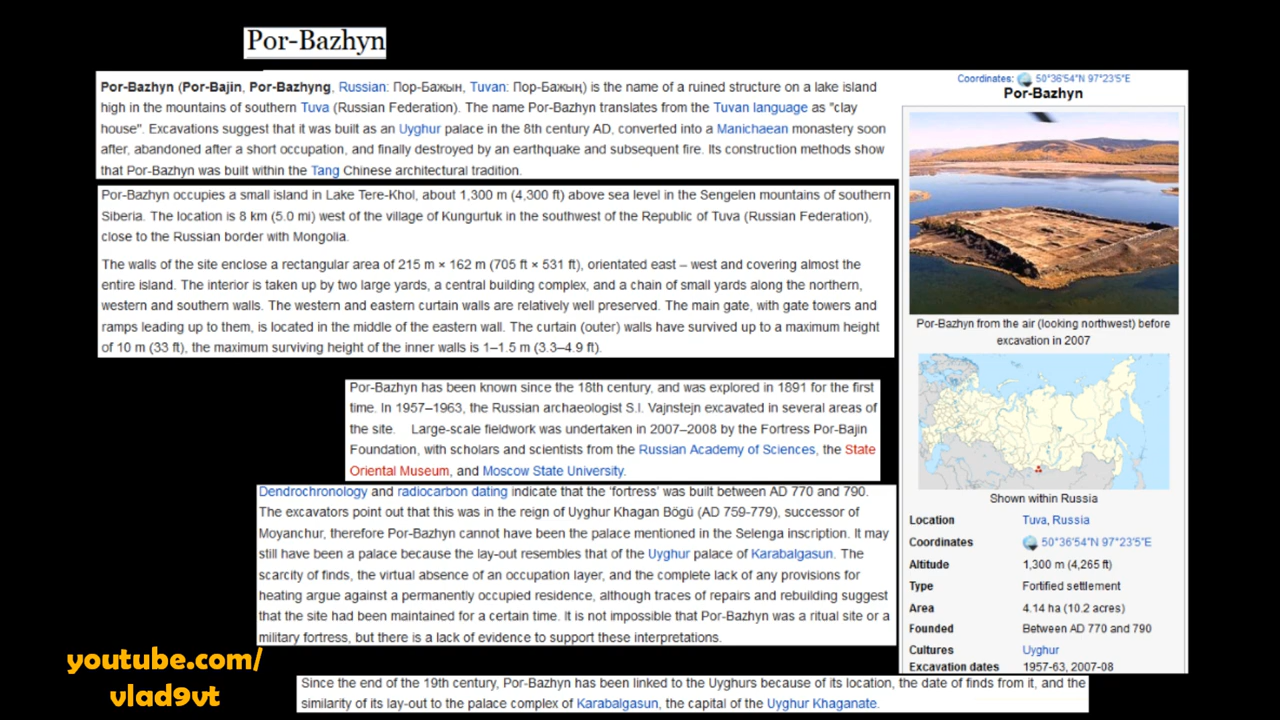 Por-Bazhyn
Por-Bazhyn (Por-Bajin, Por-Bazhyng, Russian: Пор-Бажын, Tuvan: Пор-Бажың) is the name of a ruined structure on a lake island
high in the mountains of southern Tuva (Russian Federation). The name Por-Bazhyn translates from the Tuvan language as "clay
house". Excavations suggest that it was built as an Uyghur palace in the 8th century AD, converted into a Manichaean monastery soon
after, abandoned after a short occupation, and finally destroyed by an earthquake and subsequent fire. Its construction methods show
that Por-Bazhyn was built within the Tang Chinese architectural tradition.
Por-Bazhyn occupies a small island in Lake Tere-Khol, about 1,300 m (4,300 ft) above sea level in the Sengelen mountains of southern
Siberia. The location is 8 km (5.0 mi) west of the village of Kungurtuk in the southwest of the Republic of Tuva (Russian Federation),
close to the Russian border with Mongolia.
The walls of the site enclose a rectangular area of 215 m × 162 m (705 ft × 531 ft), orientated east – west and covering almost the
entire island. The interior is taken up by two large yards, a central building complex, and a chain of small yards along the northern,
western and southern walls. The western and eastern curtain walls are relatively well preserved. The main gate, with gate towers and
ramps leading up to them, is located in the middle of the eastern wall. The curtain (outer) walls have survived up to a maximum height
of 10 m (33 ft), the maximum surviving height of the inner walls is 1–1.5 m (3.3–4.9 ft).
Por-Bazhyn has been known since the 18th century, and was explored in 1891 for the first
time. In 1957–1963, the Russian archaeologist S.I. Vajnstejn excavated in several areas of
the site. Large-scale fieldwork was undertaken in 2007–2008 by the Fortress Por-Bajin
Foundation, with scholars and scientists from the Russian Academy of Sciences, the State
Oriental Museum, and Moscow State University.
Dendrochronology and radiocarbon dating indicate that the 'fortress' was built between AD 770 and 790.
The excavators point out that this was in the reign of Uyghur Khagan Bögü (AD 759-779), successor of
Moyanchur, therefore Por-Bazhyn cannot have been the palace mentioned in the Selenga inscription. It may
still have been a palace because the lay-out resembles that of the Uyghur palace of Karabalgasun. The
scarcity of finds, the virtual absence of an occupation layer, and the complete lack of any provisions for
heating argue against a permanently occupied residence, although traces of repairs and rebuilding suggest
that the site had been maintained for a certain time. It is not impossible that Por-Bazhyn was a ritual site or a
military fortress, but there is a lack of evidence to support these interpretations.
Since the end of the 19th century, Por-Bazhyn has been linked to the Uyghurs because of its location, the date of finds from it, and the
similarity of its lay-out to the palace complex of Karabalgasun, the capital of the Uyghur Khaganate.
Coordinates: 50°36′54″N 97°23′5″E
Por-Bazhyn
Por-Bazhyn from the air (looking northwest) before
excavation in 2007
Shown within Russia
Location Tuva, Russia
Coordinates 50°36′54″N 97°23′5″E
Altitude 1,300 m (4,265 ft)
Type Fortified settlement
Area 4.14 ha (10.2 acres)
Founded Between AD 770 and 790
Cultures Uyghur
Excavation dates 1957-63, 2007-08
youtube.com/
vlad9vt